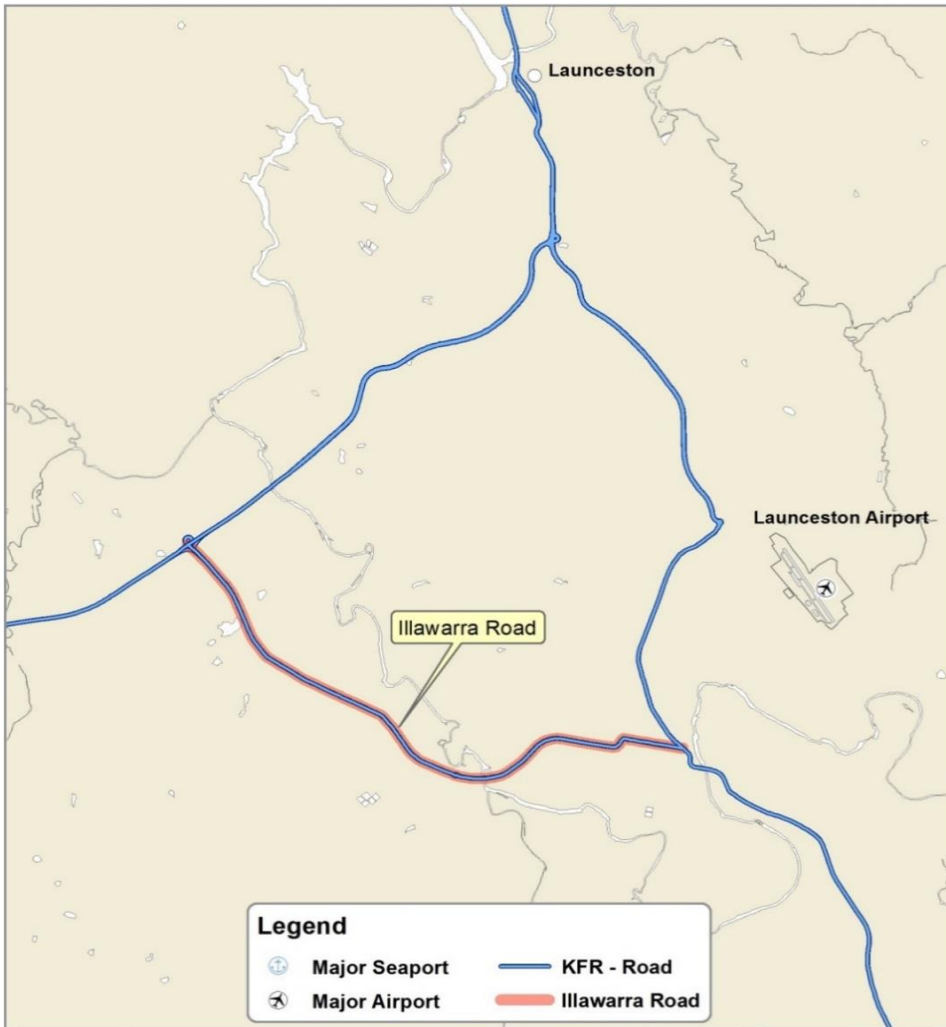 Launceston
Launceston Airport
Illawarra Road
Legend
Major Seaport
KFR - Road
Major Airport
Illawarra Road